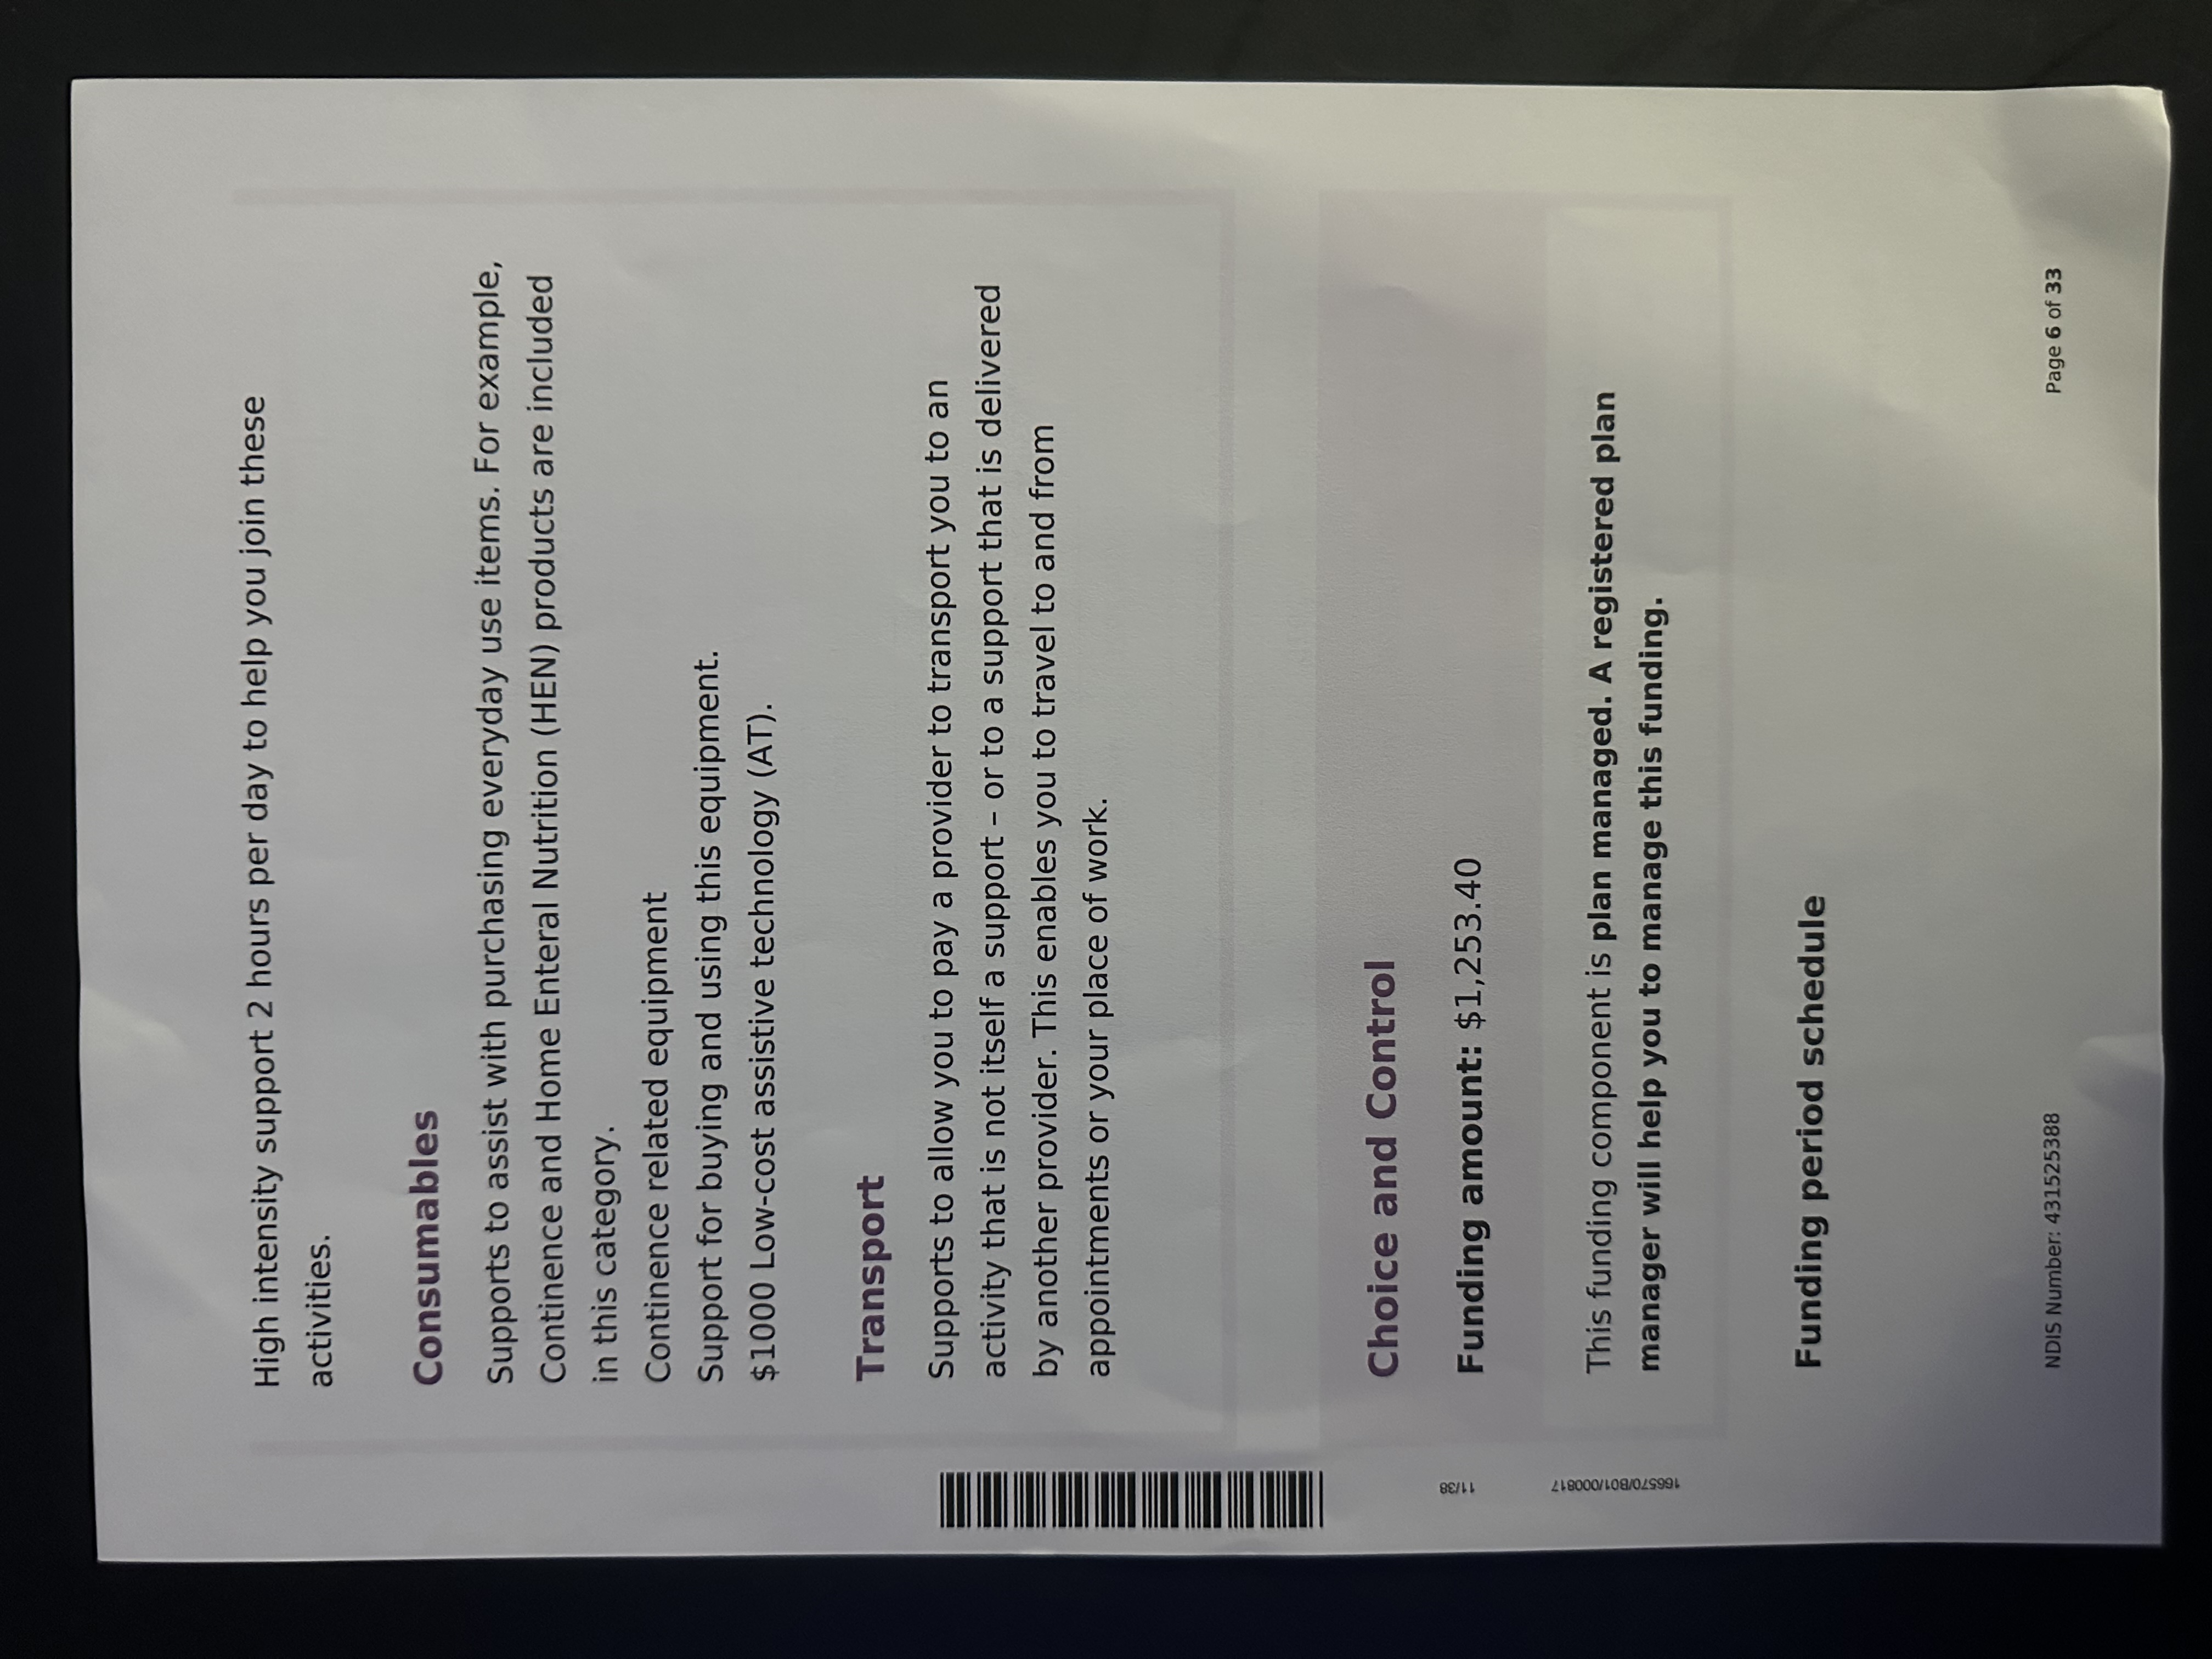 High intensity support 2 hours per day to help you join these
activities.
Consumables
Supports to assist with purchasing everyday use items. For example,
Continence and Home Enteral Nutrition (HEN) products are included
in this category.
Continence related equipment
Support for buying and using this equipment.
$1000 Low-cost assistive technology (AT).
Transport
Supports to allow you to pay a provider to transport you to an
activity that is not itself a support – or to a support that is delivered
by another provider. This enables you to travel to and from
appointments or your place of work.
Choice and Control
Funding amount: $1,253.40
This funding component is plan managed. A registered plan
manager will help you to manage this funding.
Funding period schedule
NDIS Number: 431525388
Page 6 of 33
11/38
166570/B01/000817